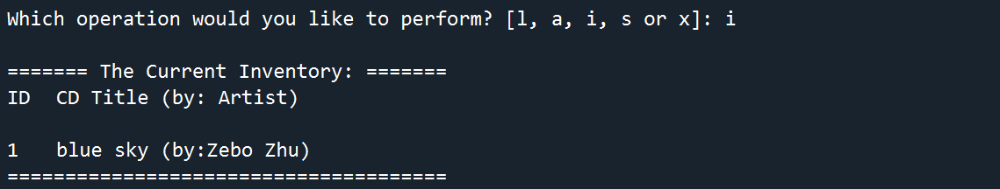 Which operation would you like to perform? [l, a, i, s or x]: i
======= The Current Inventory: =======
ID  CD Title (by: Artist)
1   blue sky (by:Zebo Zhu)
======================================